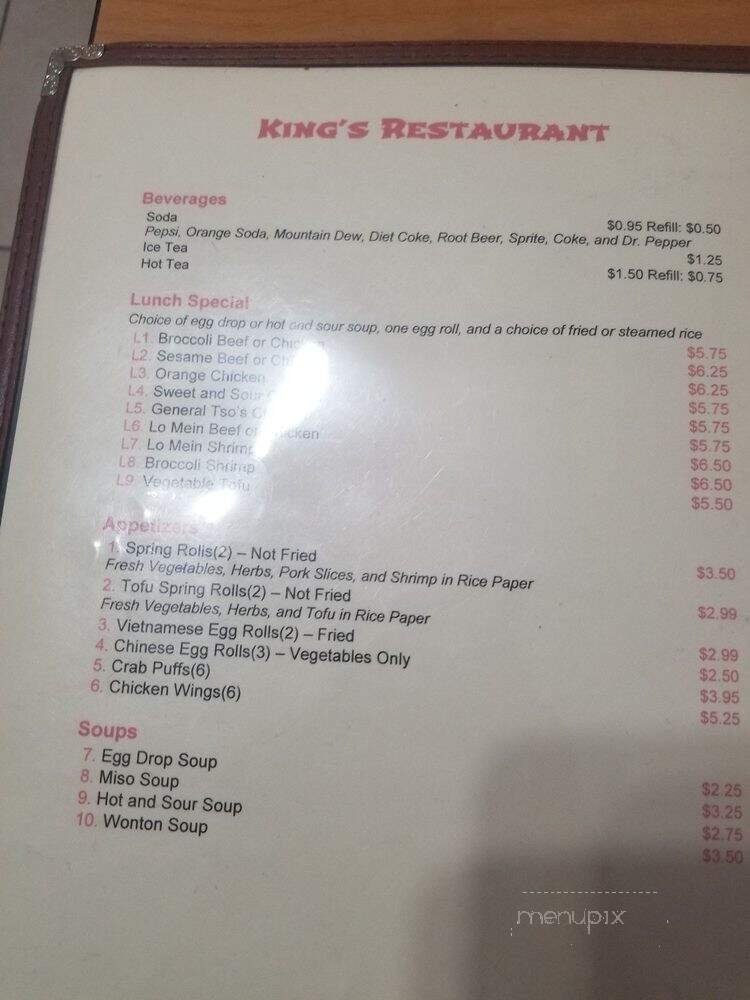 King's Restaurant
Beverages
Soda $0.95 Refill: $0.50
Pepsi, Orange Soda, Mountain Dew, Diet Coke, Root Beer, Sprite, Coke, and Dr. Pepper
Ice Tea $1.25
Hot Tea $1.50 Refill: $0.75
Lunch Special
Choice of egg drop or hot and sour soup, one egg roll, and a choice of fried or steamed rice
L1. Broccoli Beef or Chicken $5.75
L2. Sesame Beef or $6.25
L3. Orange Chicken $6.25
L4. Sweet and Sour $5.75
L5. General Tso's $5.75
L6. Lo Mein Beef or Chicken $5.75
L7. Lo Mein Shrimp $6.50
L8. Broccoli Shrimp $6.50
L9. Vegetable Tofu $5.50
Appetizers
1. Spring Rolls(2) – Not Fried $3.50
Fresh Vegetables, Herbs, Pork Slices, and Shrimp in Rice Paper
2. Tofu Spring Rolls(2) – Not Fried $2.99
Fresh Vegetables, Herbs, and Tofu in Rice Paper
3. Vietnamese Egg Rolls(2) – Fried $2.99
4. Chinese Egg Rolls(3) – Vegetables Only $2.50
5. Crab Puffs(6) $3.95
6. Chicken Wings(6) $5.25
Soups
7. Egg Drop Soup $2.25
8. Miso Soup $3.25
9. Hot and Sour Soup $2.75
10. Wonton Soup $3.50
menupix